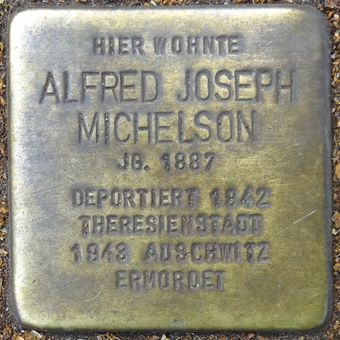 HIER WOHNTE
ALFRED JOSEPH
MICHELSON
JG. 1887
DEPORTIERT 1942
THERESIENSTADT
1943 AUSCHWITZ
ERMORDET